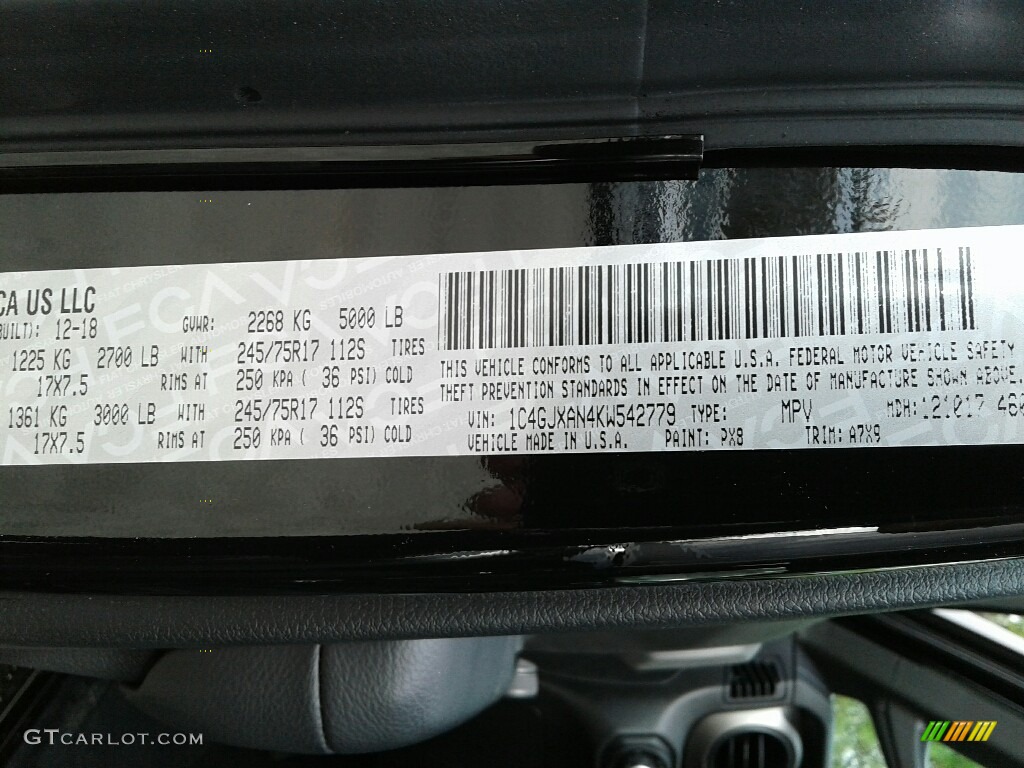 CA US LLC
BUILT): 12-18 GVWR: 2268 KG 5000 LB
1225 KG 2700 LB WITH 245/75R17 112S TIRES
17X7.5 RIMS AT 250 KPA ( 36 PSI) COLD
1361 KG 3000 LB WITH 245/75R17 112S TIRES
17X7.5 RIMS AT 250 KPA ( 36 PSI) COLD
THIS VEHICLE CONFORMS TO ALL APPLICABLE U.S.A. FEDERAL MOTOR VEHICLE SAFETY
THEFT PREVENTION STANDARDS IN EFFECT ON THE DATE OF MANUFACTURE SHOWN ABOVE.
VIN: 1C4GJXAN4KW542779 TYPE: MPV MDH: 121017 460
VEHICLE MADE IN U.S.A. PAINT: PX8 TRIM: A7X9
GTCARLOT.COM